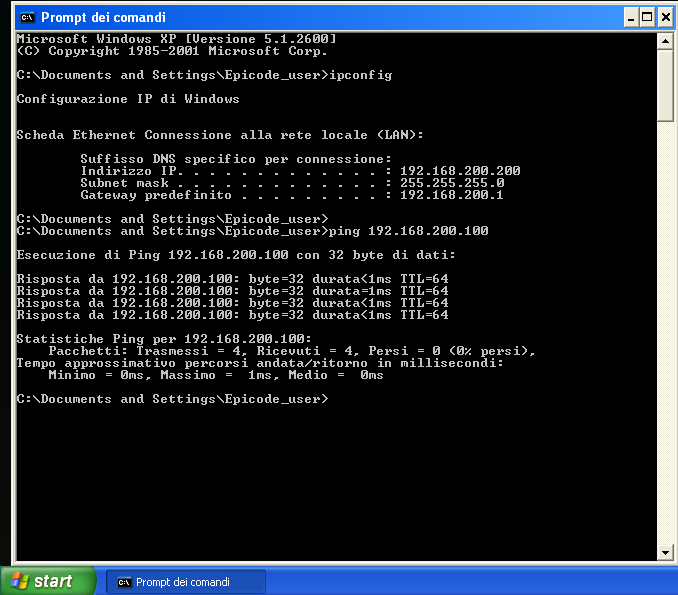 Prompt dei comandi
Microsoft Windows XP [Versione 5.1.2600]
(C) Copyright 1985-2001 Microsoft Corp.
C:\Documents and Settings\Epicode_user>ipconfig
Configurazione IP di Windows
Scheda Ethernet Connessione alla rete locale (LAN):
Suffisso DNS specifico per connessione:
Indirizzo IP. . . . . . . . . . . . . : 192.168.200.200
Subnet mask . . . . . . . . . . . . . : 255.255.255.0
Gateway predefinito . . . . . . . . . : 192.168.200.1
C:\Documents and Settings\Epicode_user>
C:\Documents and Settings\Epicode_user>ping 192.168.200.100
Esecuzione di Ping 192.168.200.100 con 32 byte di dati:
Risposta da 192.168.200.100: byte=32 durata<1ms TTL=64
Risposta da 192.168.200.100: byte=32 durata=1ms TTL=64
Risposta da 192.168.200.100: byte=32 durata<1ms TTL=64
Risposta da 192.168.200.100: byte=32 durata<1ms TTL=64
Statistiche Ping per 192.168.200.100:
Pacchetti: Trasmessi = 4, Ricevuti = 4, Persi = 0 (0% persi),
Tempo approssimativo percorsi andata/ritorno in millisecondi:
Minimo = 0ms, Massimo =  1ms, Medio =  0ms
C:\Documents and Settings\Epicode_user>
start
Prompt dei comandi